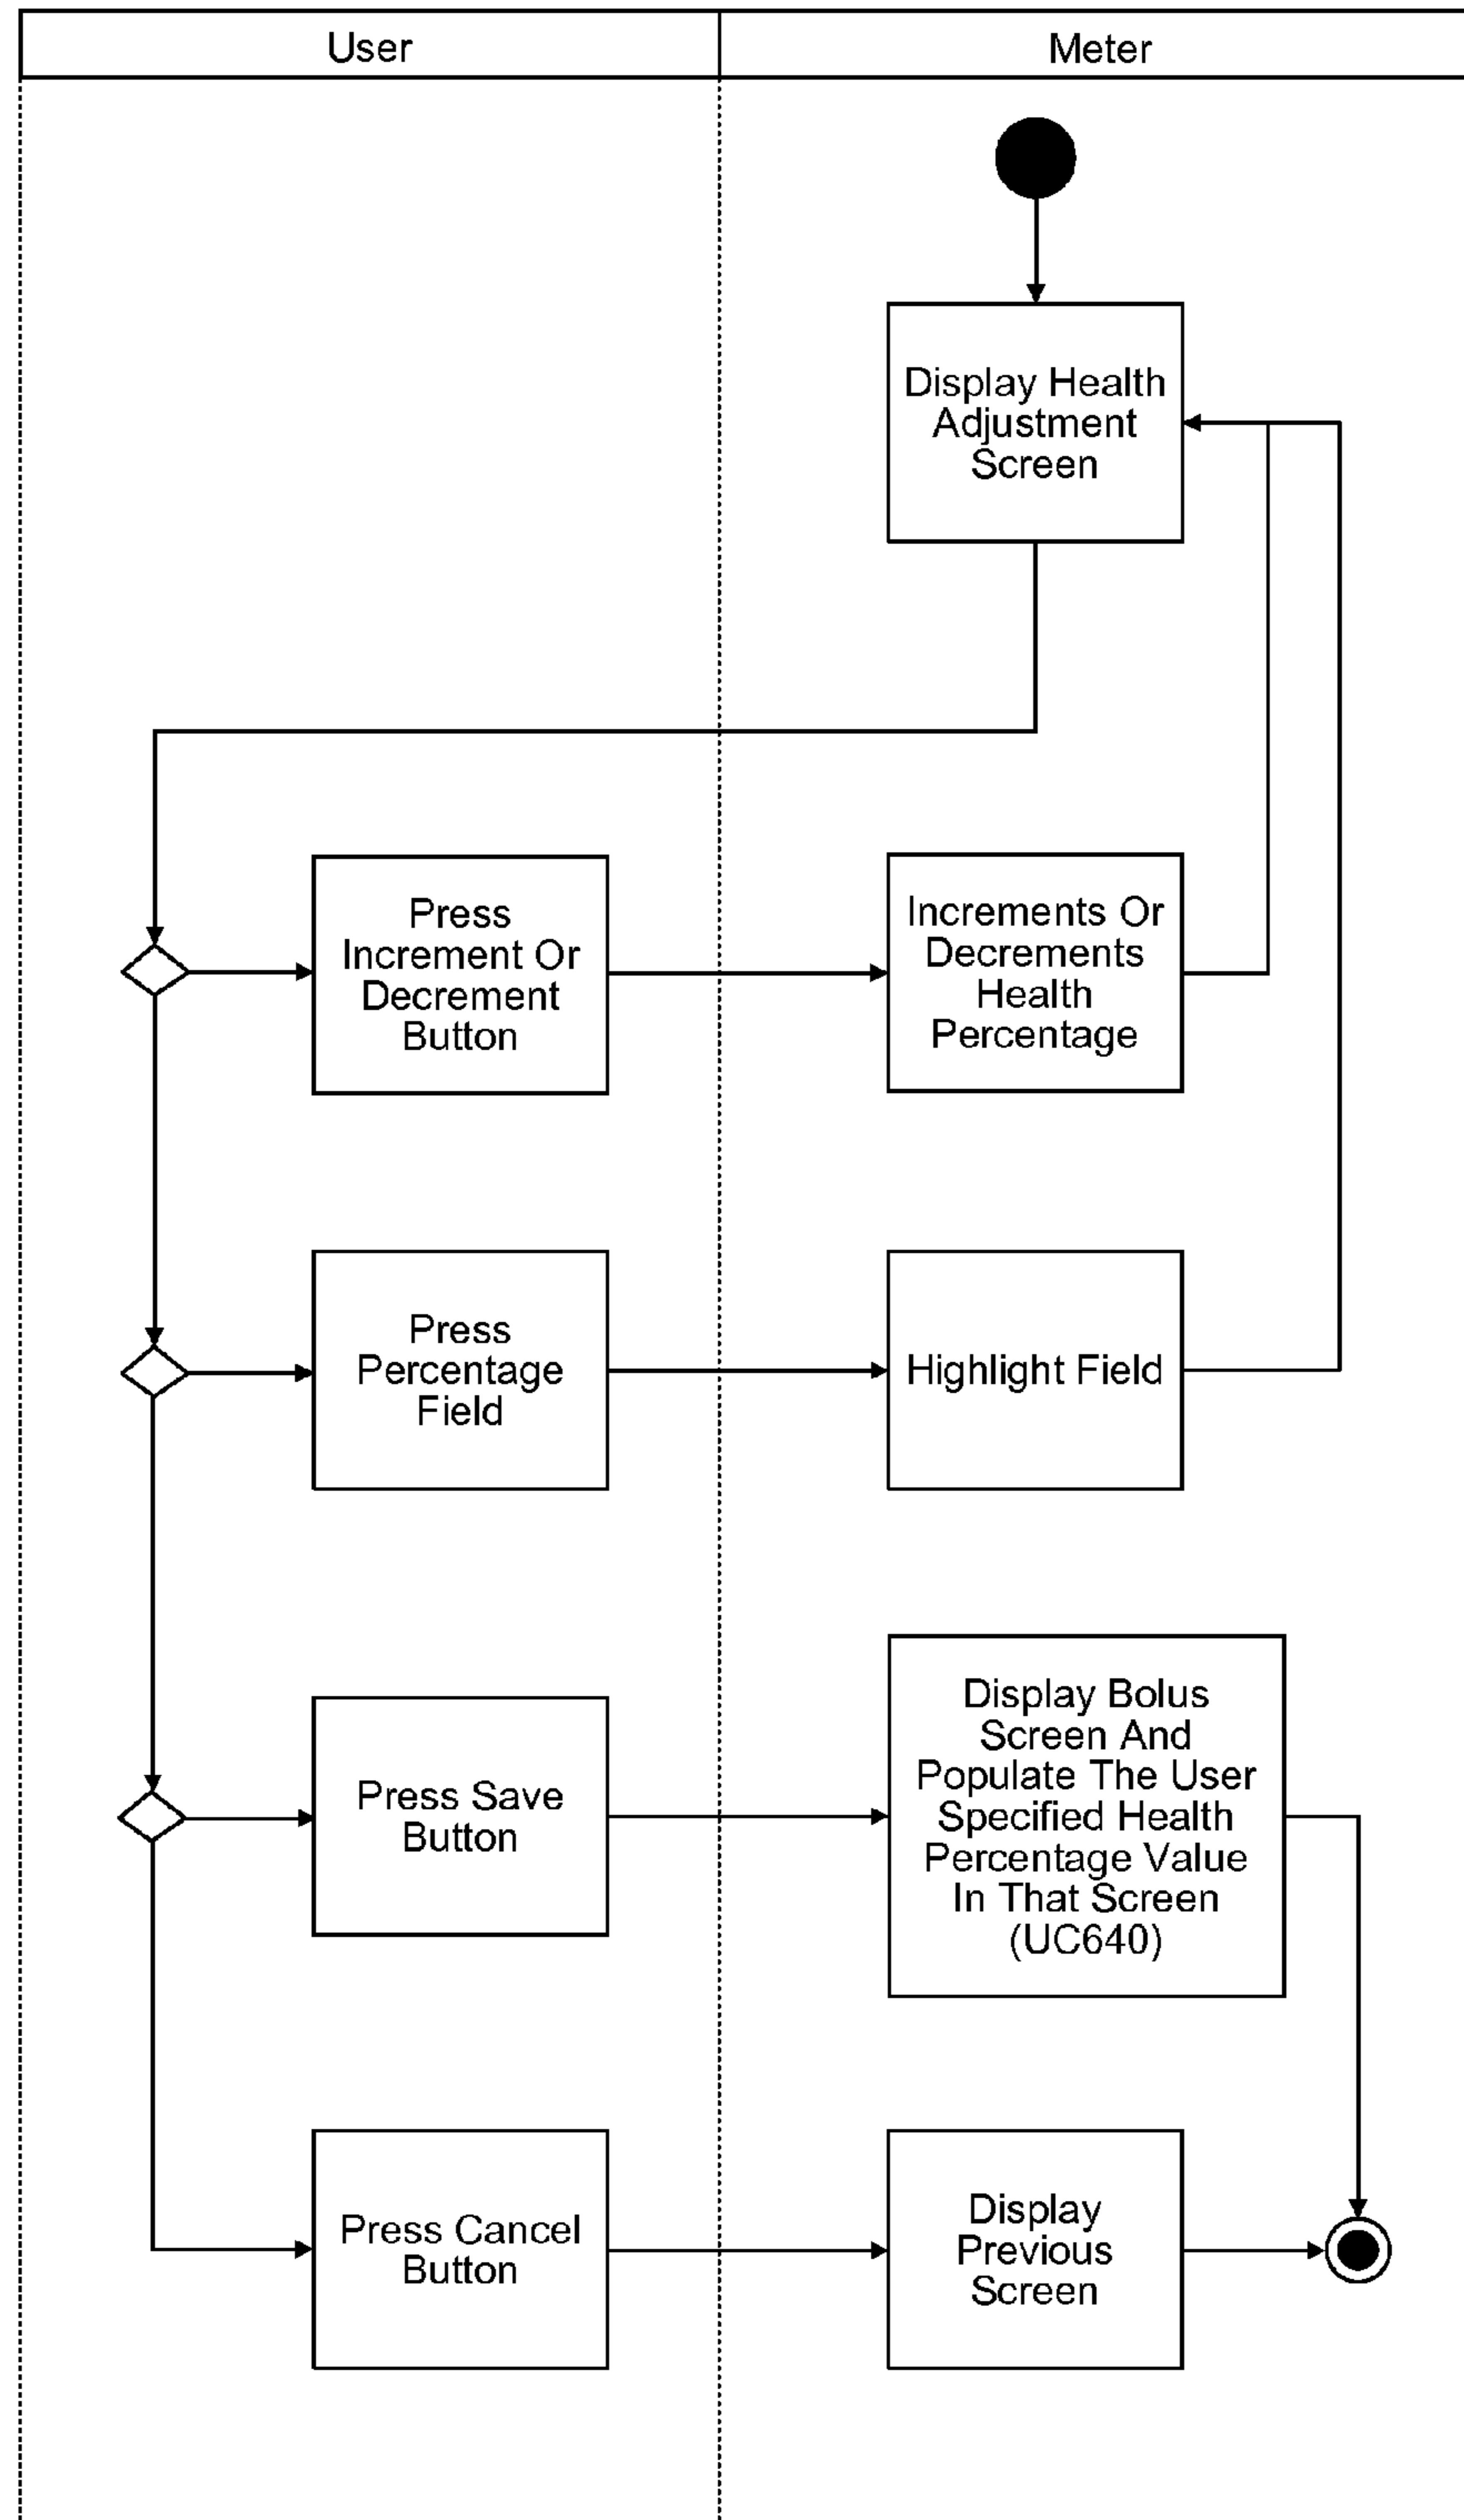 User
Meter
Display Health
Adjustment
Screen
Press
Increment Or
Decrement
Button
Increments Or
Decrements
Health
Percentage
Press
Percentage
Field
Highlight Field
Press Save
Button
Display Bolus
Screen And
Populate The User
Specified Health
Percentage Value
In That Screen
(UC640)
Press Cancel
Button
Display
Previous
Screen